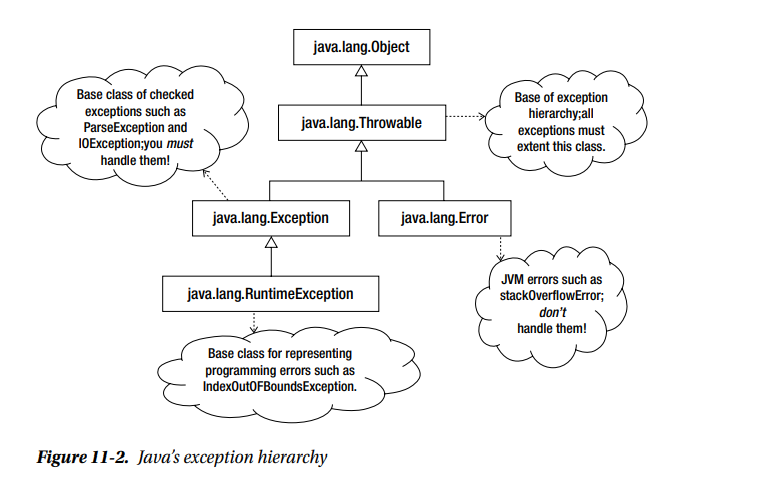 java.lang.Object
Base class of checked
exceptions such as
ParseException and
IOException;you must
handle them!
java.lang.Throwable
Base of exception
hierarchy;all
exceptions must
extent this class.
java.lang.Exception
java.lang.Error
java.lang.RuntimeException
JVM errors such as
stackOverflowError;
don't
handle them!
Base class for representing
programming errors such as
IndexOutOFBoundsException.
Figure 11-2. Java's exception hierarchy